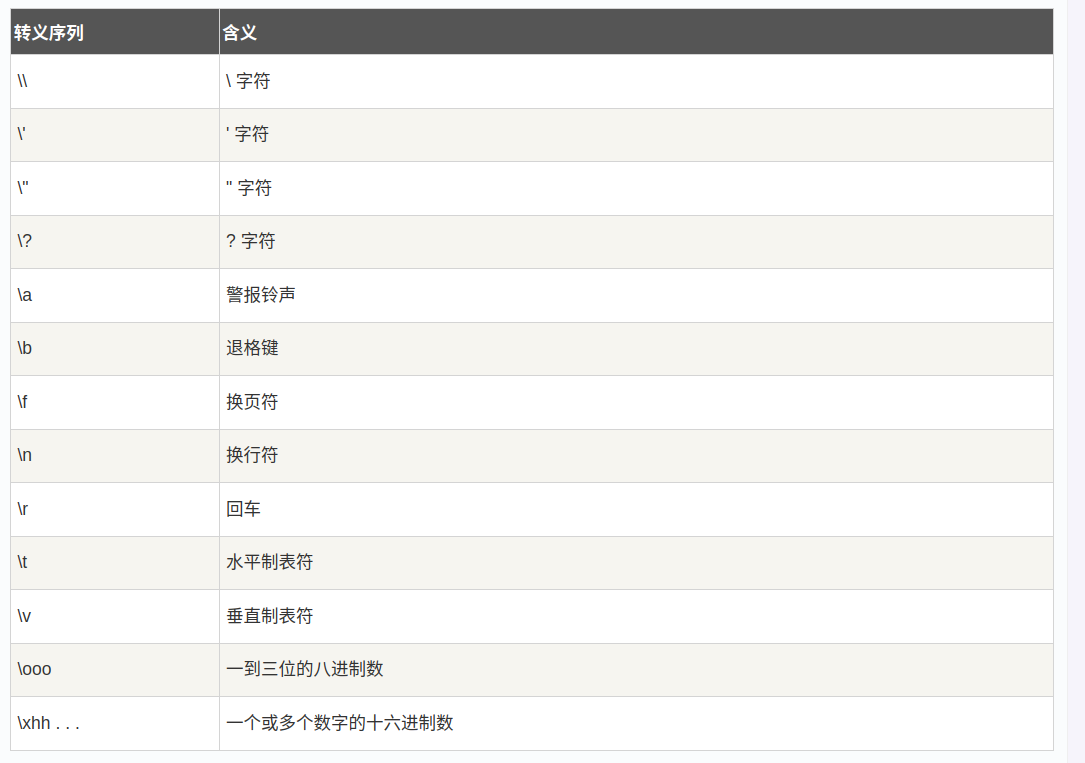 转义序列 含义
\\ \ 字符
\' ' 字符
\" " 字符
\? ? 字符
\a 警报铃声
\b 退格键
\f 换页符
\n 换行符
\r 回车
\t 水平制表符
\v 垂直制表符
\ooo 一到三位的八进制数
\xhh . . . 一个或多个数字的十六进制数